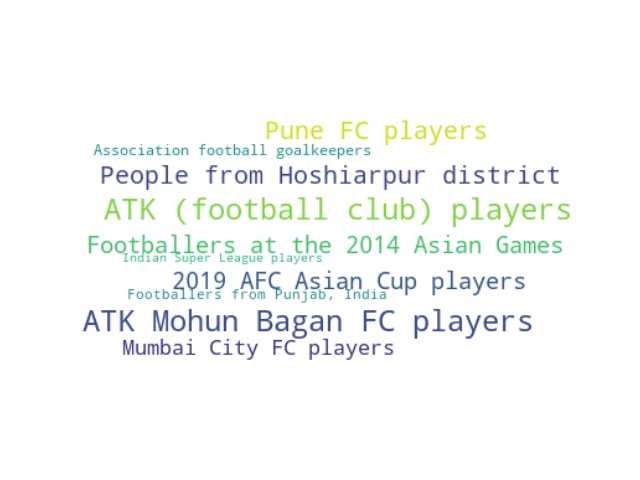 Pune FC players
Association football goalkeepers
People from Hoshiarpur district
ATK (football club) players
Footballers at the 2014 Asian Games
Indian Super League players
2019 AFC Asian Cup players
Footballers from Punjab, India
ATK Mohun Bagan FC players
Mumbai City FC players